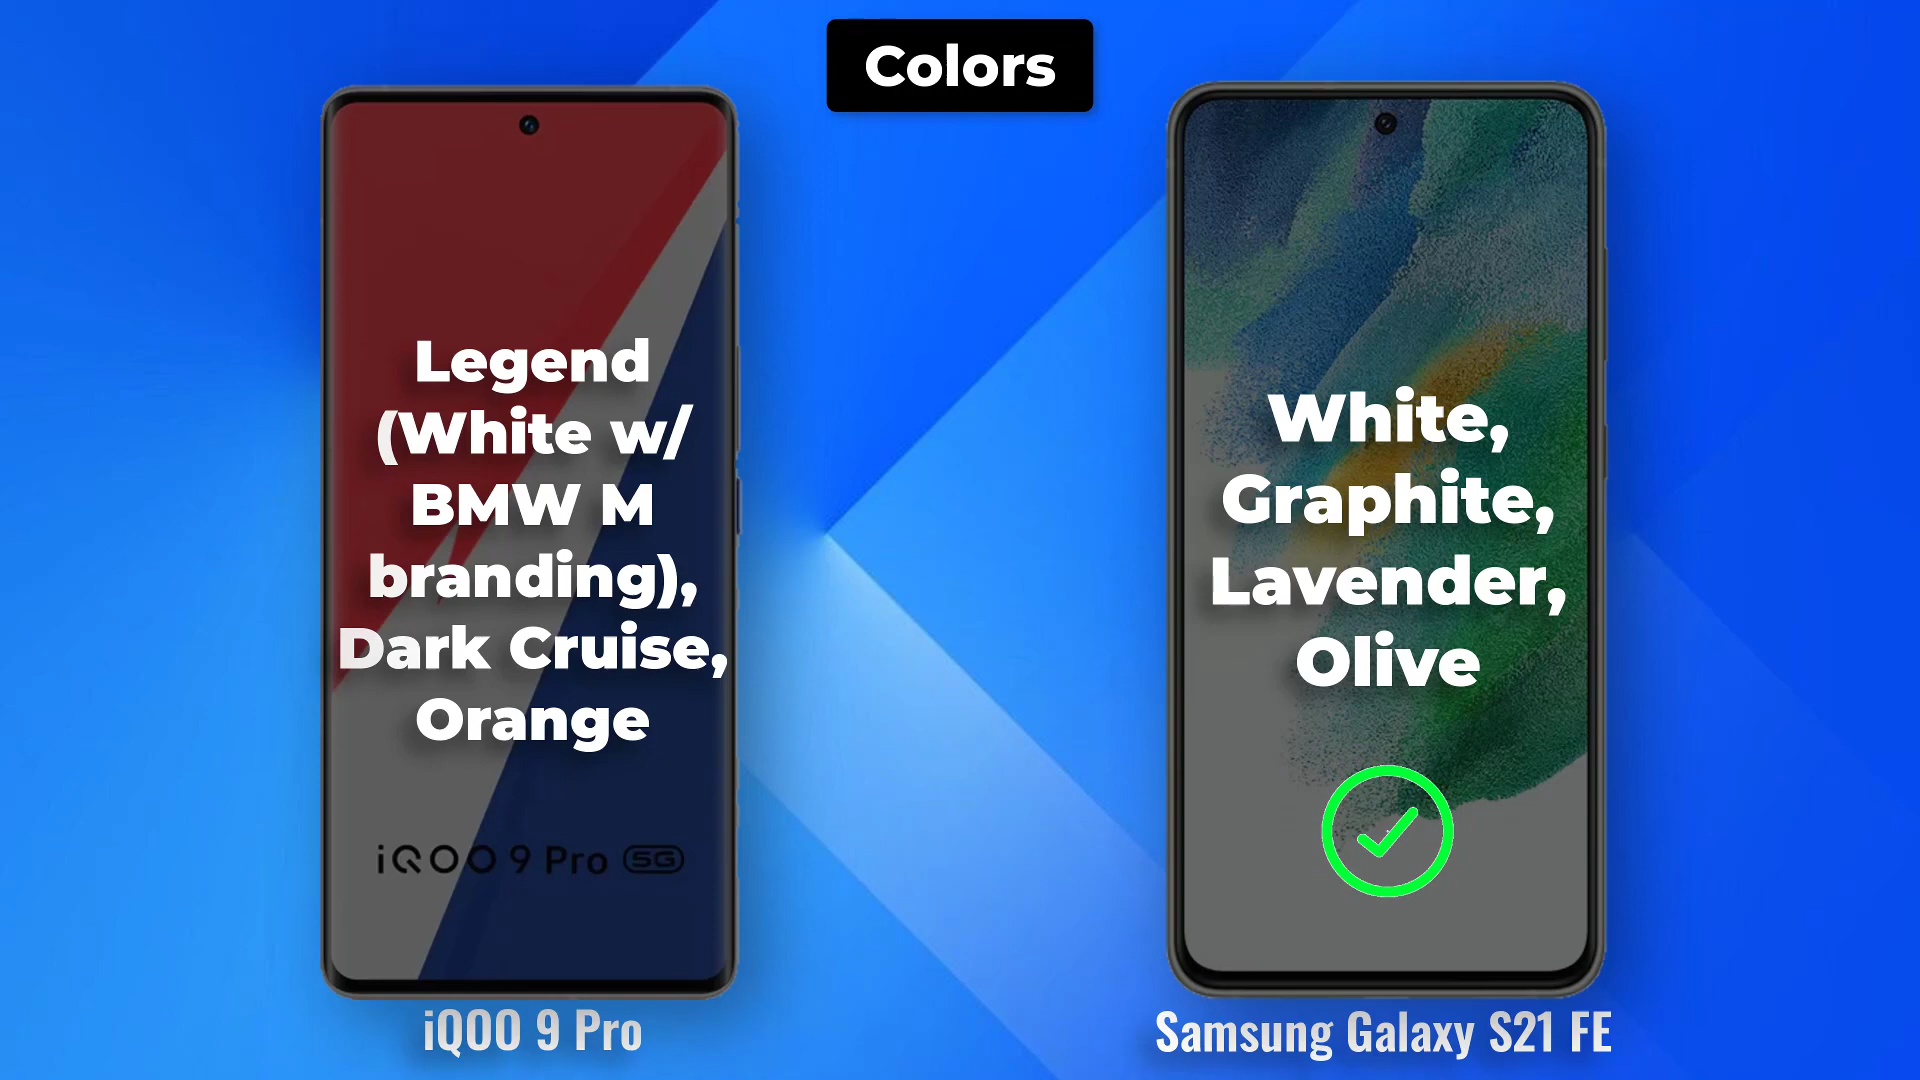 Colors
Legend
(White w/
BMW M
branding),
Dark Cruise,
Orange
iQOO 9 Pro 5G
iQOO 9 Pro
White,
Graphite,
Lavender,
Olive
Samsung Galaxy S21 FE